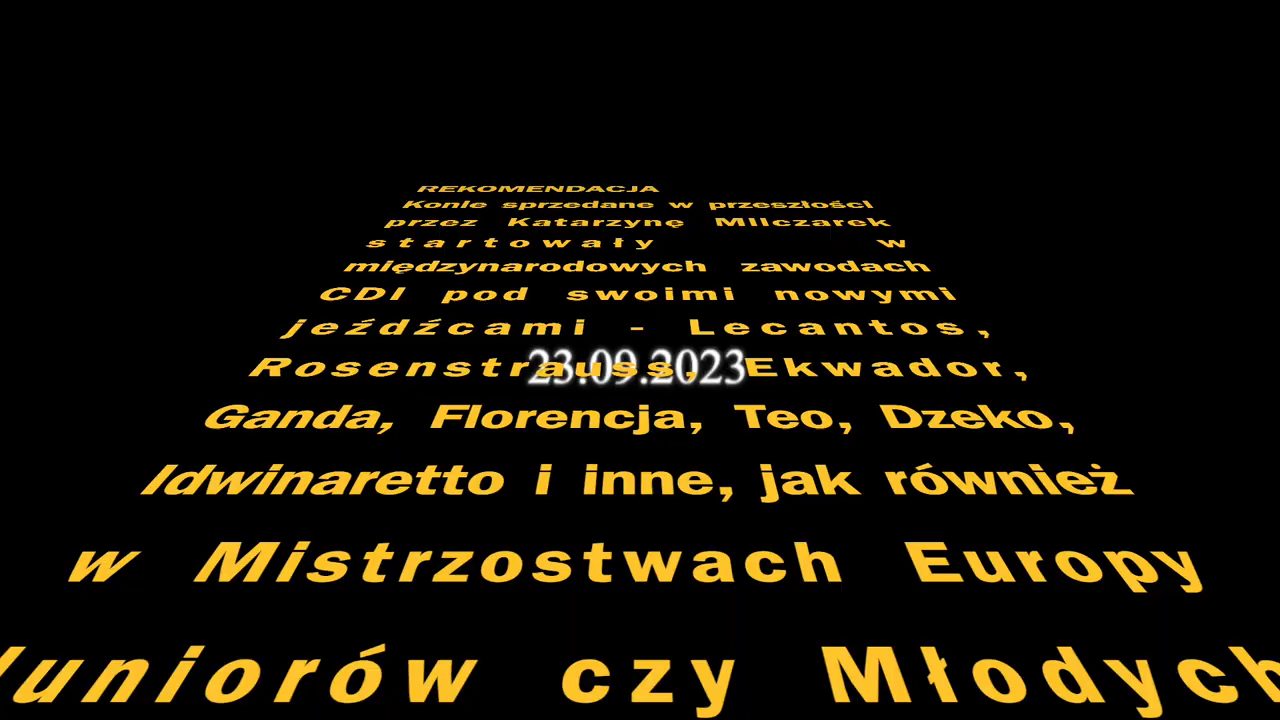 REKOMENDACJA
Konie sprzedane w przeszłości
przez Katarzynę Milczarek
startowały w
międzynarodowych zawodach
CDI pod swoimi nowymi
jeźdźcami - Lecantos,
Rosenstrauss, Ekwador,
23.09.2023
Ganda, Florencja, Teo, Dzeko,
Idwinaretto i inne, jak również
w Mistrzostwach Europy
Juniorów czy Młodych